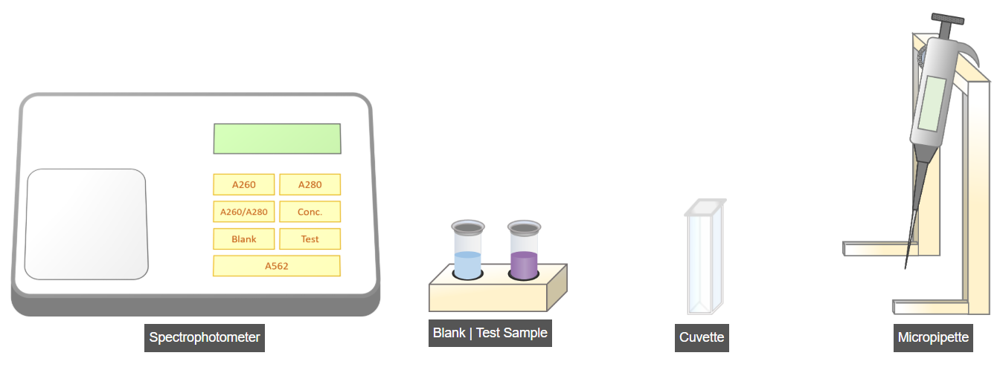 A260 A280
A260/A280 Conc.
Blank Test
A562
Spectrophotometer
Blank | Test Sample
Cuvette
Micropipette